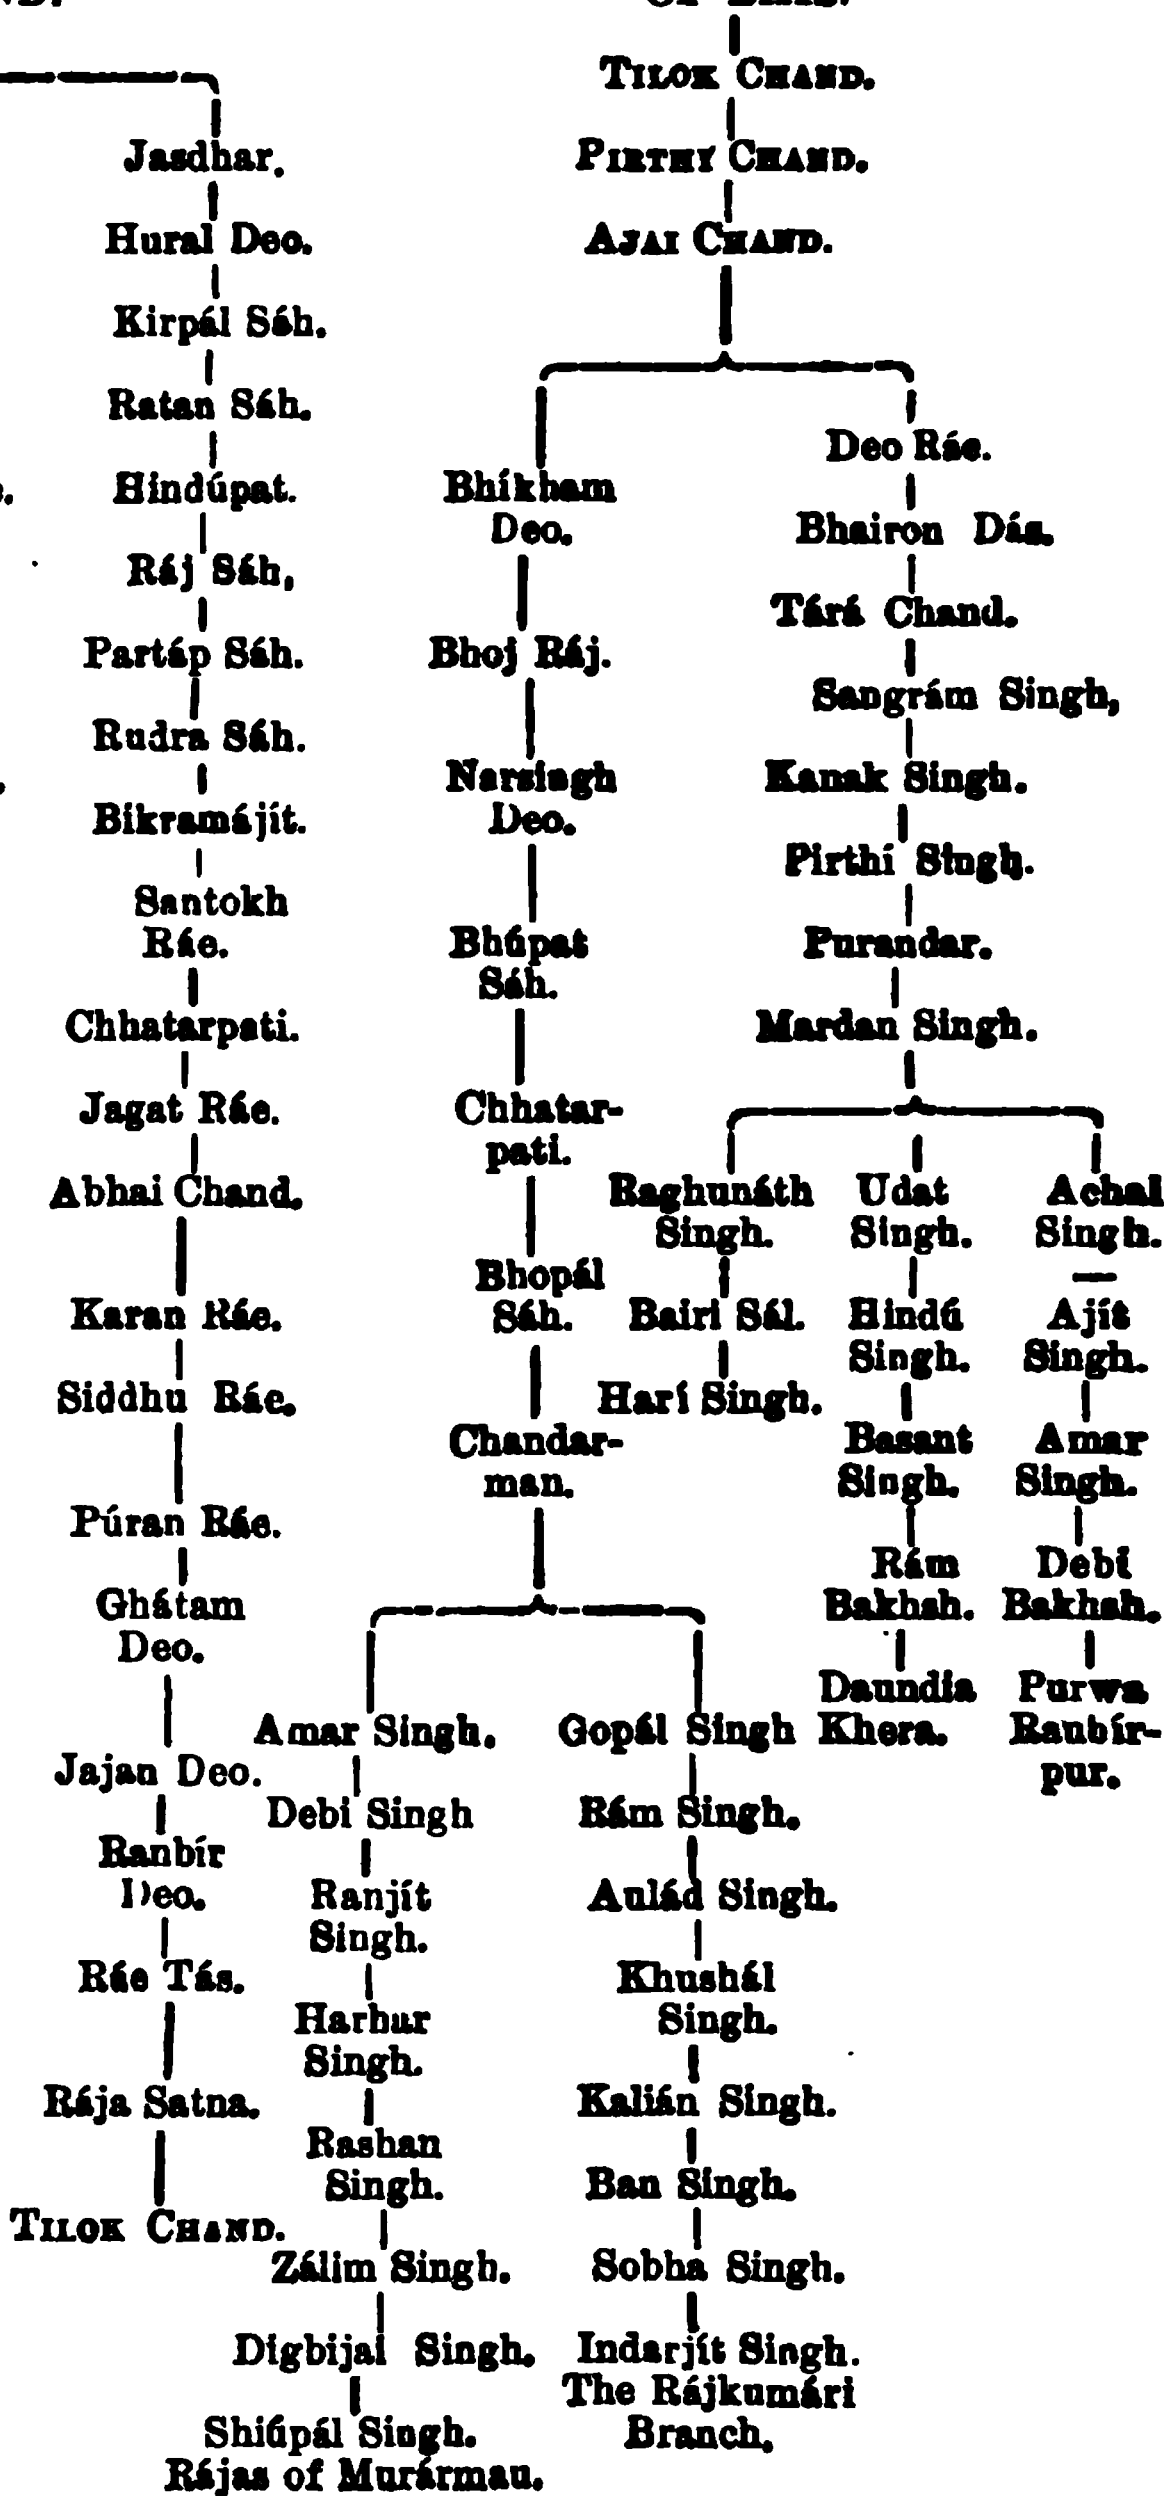 TILOK CHAND.
PIRTHI CHAND.
AJAI CHAND.
Jasdhar.
Hural Deo.
Kirpál Sáh.
Ratan Sáh.
Hindúpat.
Ráj Sáh,
Partáp Sáh.
Rudra Sáh.
Bikramájít.
Santokh
Ráe.
Chhatarpati.
Jagat Ráe.
Abhai Chand.
Karan Ráe.
Siddhu Ráe.
Púran Ráe.
Ghátam
Deo.
Jajan Deo.
Ranbír
Deo.
Ráe Tás.
Rája Satna.
TILOK CHAND.
Bhíkham
Deo.
Bhoj Ráj.
Narsingh
Deo.
Bhúpat
Sáh.
Chhatar-
pati.
Bhopál
Sáh.
Chandar-
man.
Amar Singh.
Debi Singh
Ranjít
Singh.
Harbur
Singh.
Rashan
Singh.
Zálim Singh.
Digbijai Singh.
Shiúpál Singh.
Rájas of Murármau.
Gopál Singh
Rám Singh.
Aulád Singh.
Khushál
Singh.
Kalián Singh.
Ban Singh.
Sobha Singh.
Indarjít Singh.
The Rájkumári
Branch,
Deo Ráe.
Bhairon Dás.
Tárá Chand.
Sangrám Singh,
Kanak Singh.
Pirthí Singh.
Purandar.
Mardan Singh.
Raghunáth
Singh.
Bairi Sál.
Harí Singh.
Udat
Singh.
Hindú
Singh.
Basant
Singh.
Rám
Bakhsh.
Daundia
Khera.
Achal
Singh.
Ajít
Singh.
Amar
Singh.
Debi
Bakhsh.
Purwa
Ranbír-
pur.